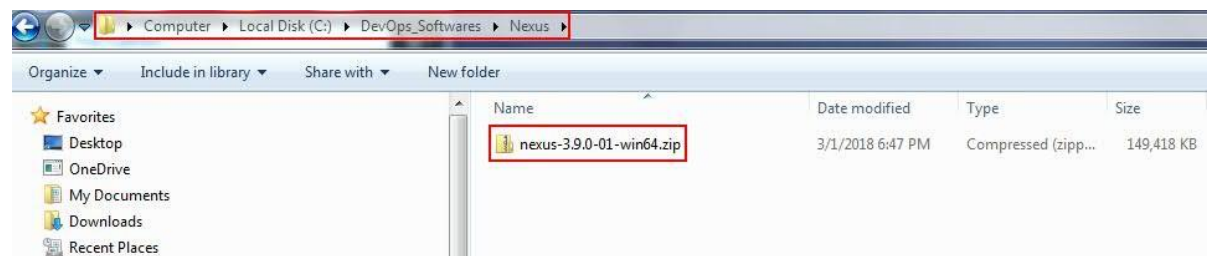 Computer ▸ Local Disk (C:) ▸ DevOps_Softwares ▸ Nexus ▸
Organize ▾ Include in library ▾ Share with ▾ New folder
Name Date modified Type Size
Favorites
Desktop
OneDrive
My Documents
Downloads
Recent Places
nexus-3.9.0-01-win64.zip 3/1/2018 6:47 PM Compressed (zipp... 149,418 KB